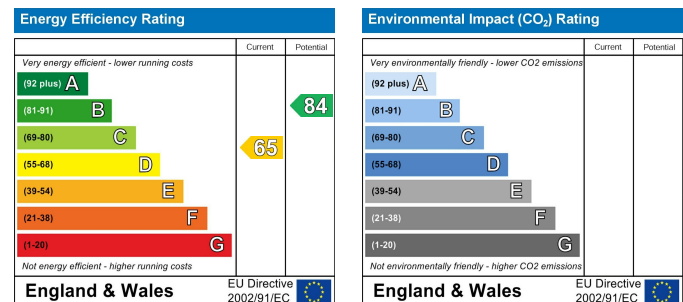 Energy Efficiency Rating
Current Potential
Very energy efficient - lower running costs
(92 plus) A
(81-91) B
84
(69-80) C
65
(55-68) D
(39-54) E
(21-38) F
(1-20) G
Not energy efficient - higher running costs
England & Wales
EU Directive
2002/91/EC
Environmental Impact (CO₂) Rating
Current Potential
Very environmentally friendly - lower CO2 emissions
(92 plus) A
(81-91) B
(69-80) C
(55-68) D
(39-54) E
(21-38) F
(1-20) G
Not environmentally friendly - higher CO2 emissions
England & Wales
EU Directive
2002/91/EC